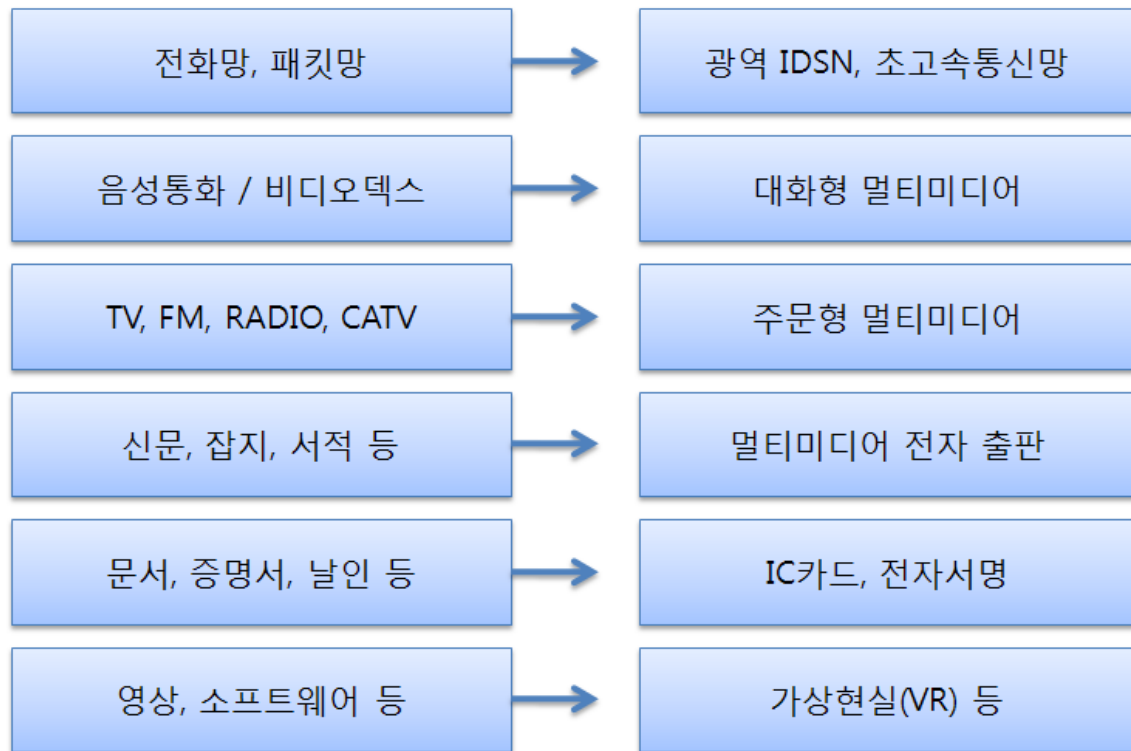 전화망, 패킷망
광역 IDSN, 초고속통신망
음성통화 / 비디오덱스
대화형 멀티미디어
TV, FM, RADIO, CATV
주문형 멀티미디어
신문, 잡지, 서적 등
멀티미디어 전자 출판
문서, 증명서, 날인 등
IC카드, 전자서명
영상, 소프트웨어 등
가상현실(VR) 등